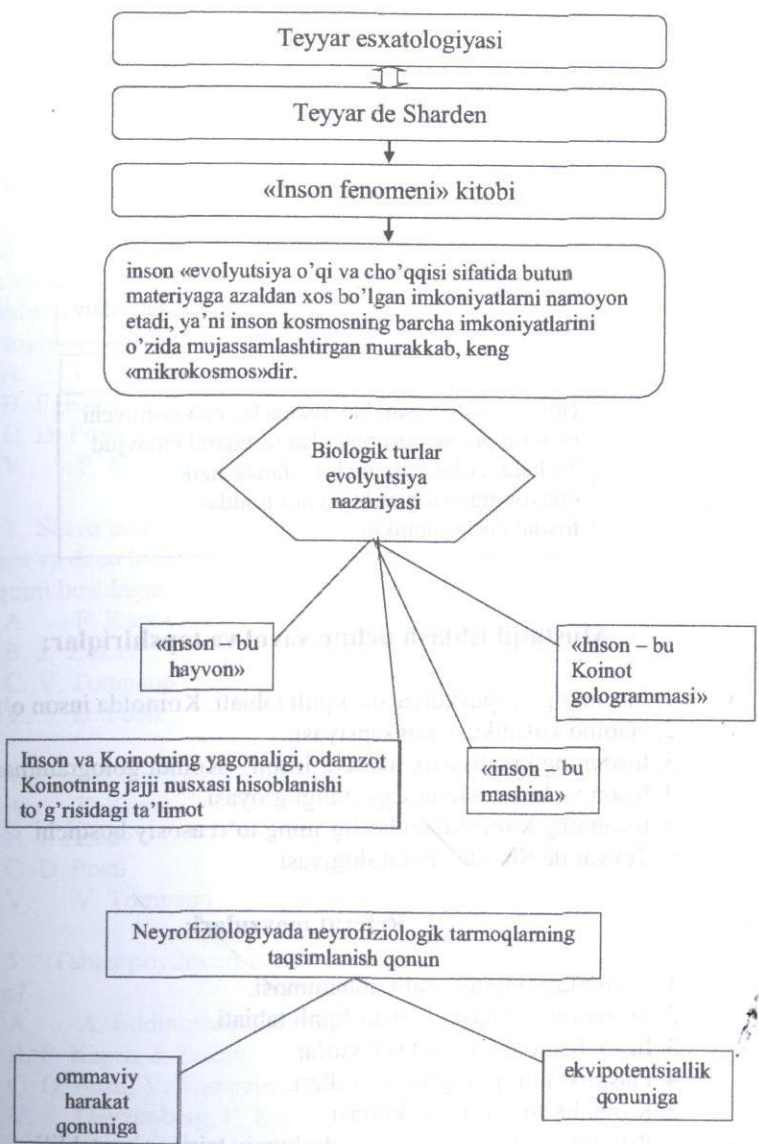 Teyyar esxatologiyasi
Teyyar de Sharden
«Inson fenomeni» kitobi
inson «evolyutsiya o'qi va cho'qqisi sifatida butun
materiyaga azaldan xos bo'lgan imkoniyatlarni namoyon
etadi, ya'ni inson kosmosning barcha imkoniyatlarini
o'zida mujassamlashtirgan murakkab, keng
«mikrokosmos»dir.
Biologik turlar
evolyutsiya
nazariyasi
«inson – bu
hayvon»
«Inson – bu
Koinot
gologrammasi»
Inson va Koinotning yagonaligi, odamzot
Koinotning jajji nusxasi hisoblanishi
to'g'risidagi ta'limot
«inson – bu
mashina»
Neyrofiziologiyada neyrofiziologik tarmoqlarning
taqsimlanish qonun
ommaviy
harakat
qonuniga
ekvipotentsiallik
qonuniga